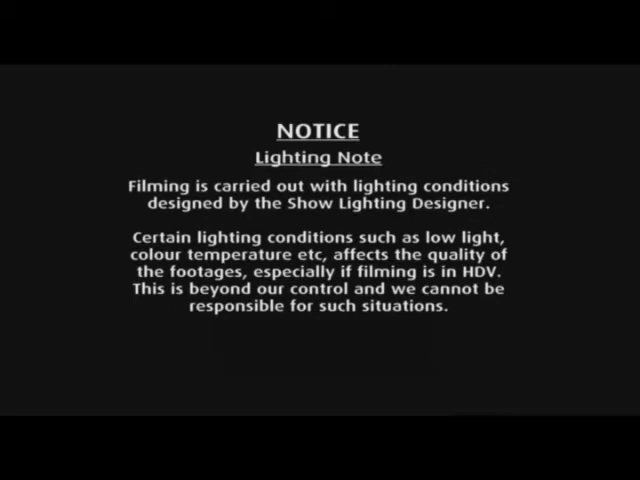 NOTICE
Lighting Note
Filming is carried out with lighting conditions
designed by the Show Lighting Designer.
Certain lighting conditions such as low light,
colour temperature etc, affects the quality of
the footages, especially if filming is in HDV.
This is beyond our control and we cannot be
responsible for such situations.